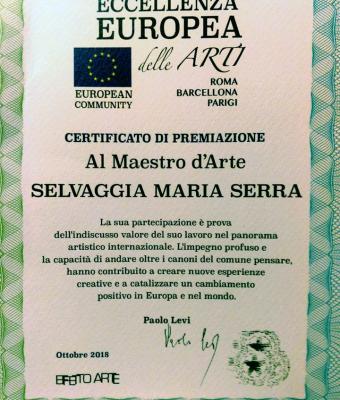 ECCELLENZA
EUROPEA
delle ARTI
EUROPEAN
COMMUNITY
ROMA
BARCELLONA
PARIGI
CERTIFICATO DI PREMIAZIONE
Al Maestro d'Arte
SELVAGGIA MARIA SERRA
La sua partecipazione è prova
dell'indiscusso valore del suo lavoro nel panorama
artistico internazionale. L'impegno profuso e
la capacità di andare oltre i canoni del comune pensare,
hanno contribuito a creare nuove esperienze
creative e a catalizzare un cambiamento
positivo in Europa e nel mondo.
Paolo Levi
Paolo Levi
Ottobre 2018
EFFETTO ARTE